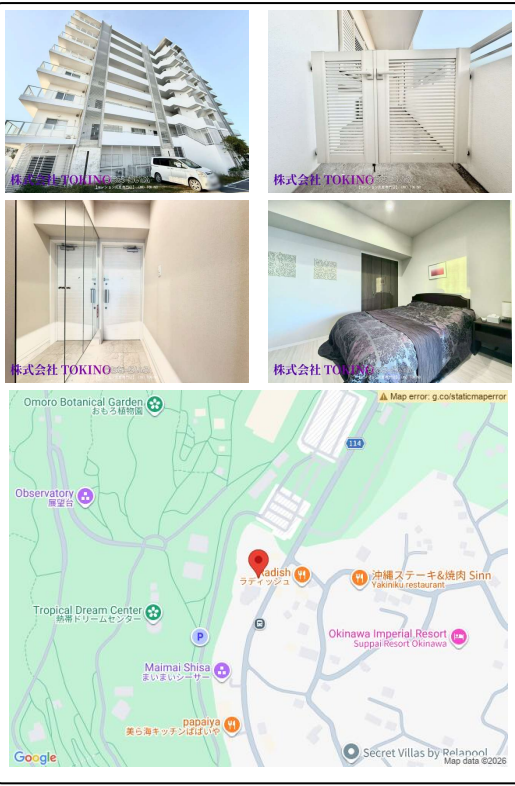 株式会社 TOKINO
株式会社 TOKINO
株式会社 TOKINO
株式会社 TOKINO
Map error: g.co/staticmaperror
Omoro Botanical Garden
おもろ植物園
114
Observatory
展望台
Radish
ラディッシュ
沖縄ステーキ&焼肉 Sinn
Yakiniku restaurant
Tropical Dream Center
熱帯ドリームセンター
P
Okinawa Imperial Resort
Suppai Resort Okinawa
Maimai Shisa
まいまいシーサー
papaiya
美ら海キッチンぱぱいや
Secret Villas by Relapool
Google
Map data ©2026